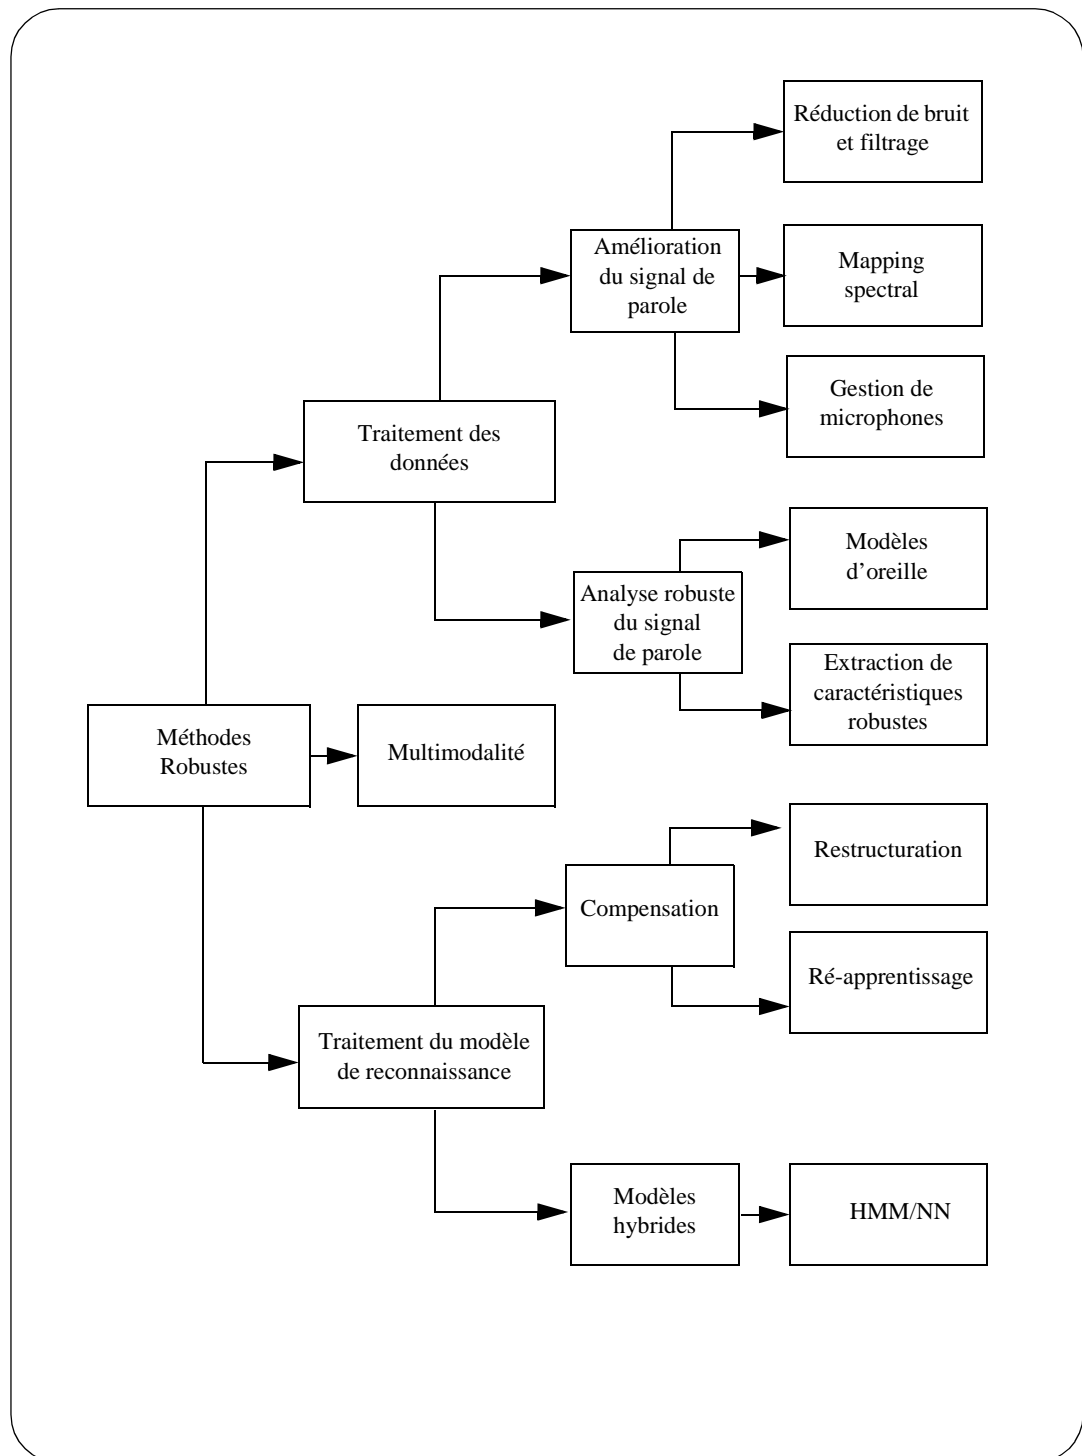 Réduction de bruit
et filtrage
Amélioration
du signal de
parole
Mapping
spectral
Gestion de
microphones
Traitement des
données
Modèles
d’oreille
Analyse robuste
du signal
de parole
Extraction de
caractéristiques
robustes
Méthodes
Robustes
Multimodalité
Restructuration
Compensation
Ré-apprentissage
Traitement du modèle
de reconnaissance
Modèles
hybrides
HMM/NN